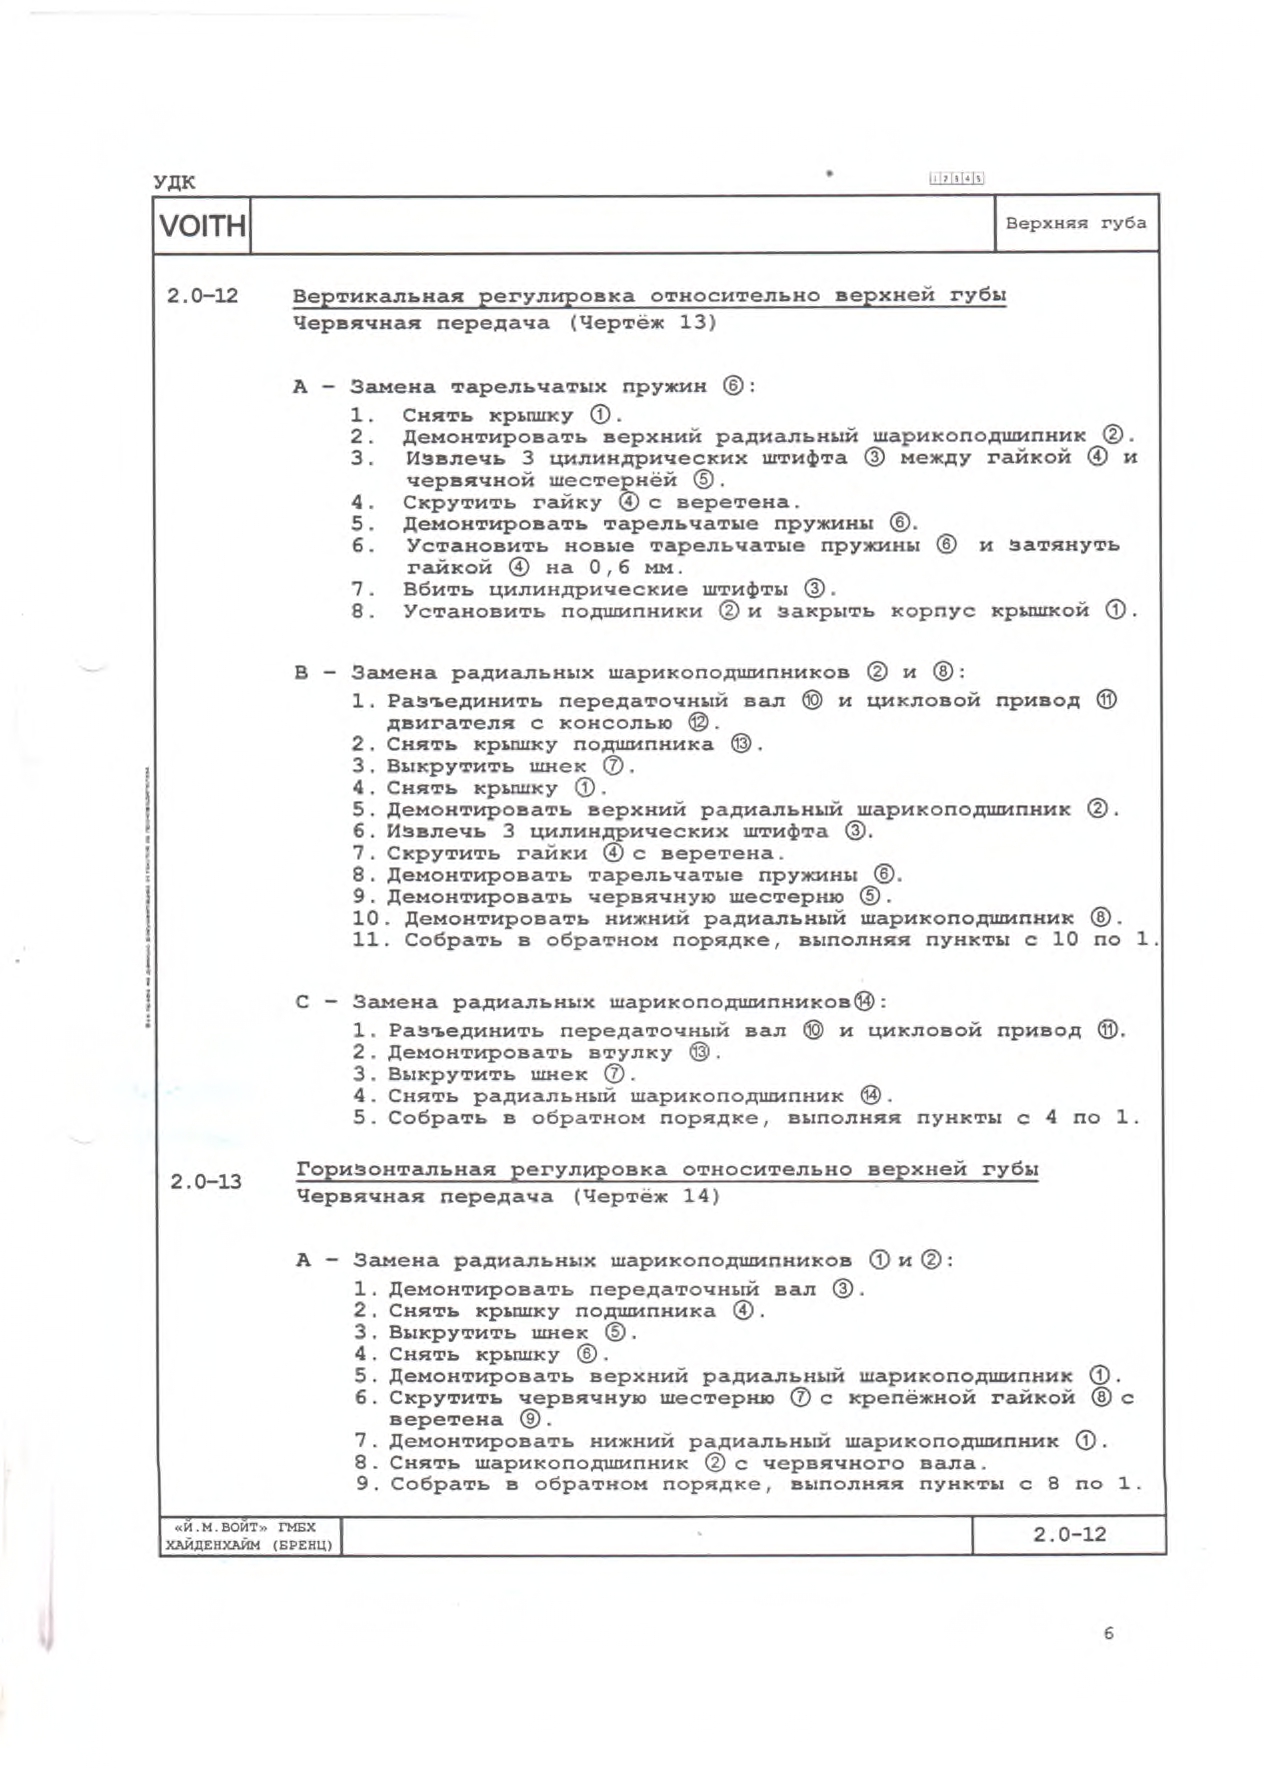 УДК
1 2 3 4 5
VOITH
Верхняя губа
2.0-12 Вертикальная регулировка относительно верхней губы
Червячная передача (Чертёж 13)
A - Замена тарельчатых пружин ⑥:
1. Снять крышку ①.
2. Демонтировать верхний радиальный шарикоподшипник ②.
3. Извлечь 3 цилиндрических штифта ③ между гайкой ④ и
червячной шестернёй ⑤.
4. Скрутить гайку ④ с веретена.
5. Демонтировать тарельчатые пружины ⑥.
6. Установить новые тарельчатые пружины ⑥ и затянуть
гайкой ④ на 0,6 мм.
7. Вбить цилиндрические штифты ③.
8. Установить подшипники ② и закрыть корпус крышкой ①.
B - Замена радиальных шарикоподшипников ② и ⑧:
1. Разъединить передаточный вал ⑩ и цикловой привод ⑪
двигателя с консолью ⑫.
2. Снять крышку подшипника ⑬.
3. Выкрутить шнек ⑦.
4. Снять крышку ①.
5. Демонтировать верхний радиальный шарикоподшипник ②.
6. Извлечь 3 цилиндрических штифта ③.
7. Скрутить гайки ④ с веретена.
8. Демонтировать тарельчатые пружины ⑥.
9. Демонтировать червячную шестерню ⑤.
10. Демонтировать нижний радиальный шарикоподшипник ⑧.
11. Собрать в обратном порядке, выполняя пункты с 10 по 1.
C - Замена радиальных шарикоподшипников⑭:
1. Разъединить передаточный вал ⑩ и цикловой привод ⑪.
2. Демонтировать втулку ⑬.
3. Выкрутить шнек ⑦.
4. Снять радиальный шарикоподшипник ⑭.
5. Собрать в обратном порядке, выполняя пункты с 4 по 1.
2.0-13 Горизонтальная регулировка относительно верхней губы
Червячная передача (Чертёж 14)
A - Замена радиальных шарикоподшипников ① и ②:
1. Демонтировать передаточный вал ③.
2. Снять крышку подшипника ④.
3. Выкрутить шнек ⑤.
4. Снять крышку ⑥.
5. Демонтировать верхний радиальный шарикоподшипник ①.
6. Скрутить червячную шестерню ⑦ с крепёжной гайкой ⑧ с
веретена ⑨.
7. Демонтировать нижний радиальный шарикоподшипник ①.
8. Снять шарикоподшипник ② с червячного вала.
9. Собрать в обратном порядке, выполняя пункты с 8 по 1.
«Й.М.ВОЙТ» ГМБХ
ХАЙДЕНХАЙМ (БРЕНЦ)
2.0-12
6